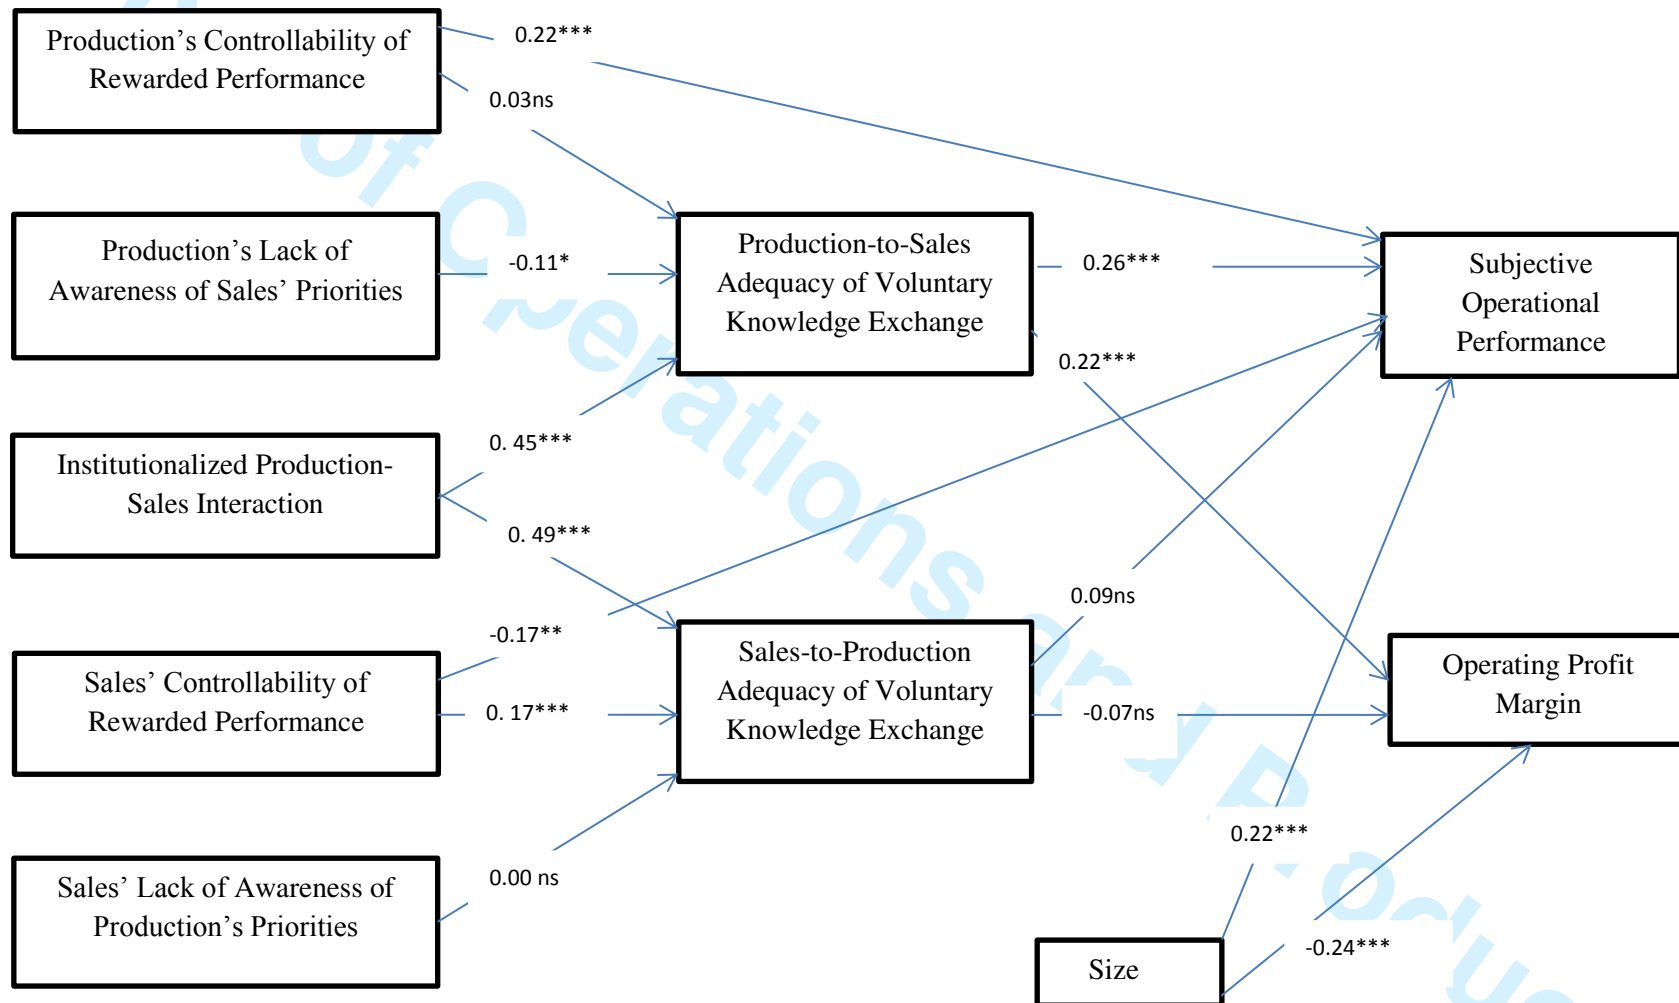 Production’s Controllability of
Rewarded Performance
0.22***
0.03ns
Production’s Lack of
Awareness of Sales’ Priorities
-0.11*
Production-to-Sales
Adequacy of Voluntary
Knowledge Exchange
0.26***
Subjective
Operational
Performance
0.22***
Institutionalized Production-
Sales Interaction
0. 45***
0. 49***
0.09ns
-0.17**
Sales’ Controllability of
Rewarded Performance
0. 17***
Sales-to-Production
Adequacy of Voluntary
Knowledge Exchange
-0.07ns
Operating Profit
Margin
0.22***
Sales’ Lack of Awareness of
Production’s Priorities
0.00 ns
-0.24***
Size
of Operations and Produc